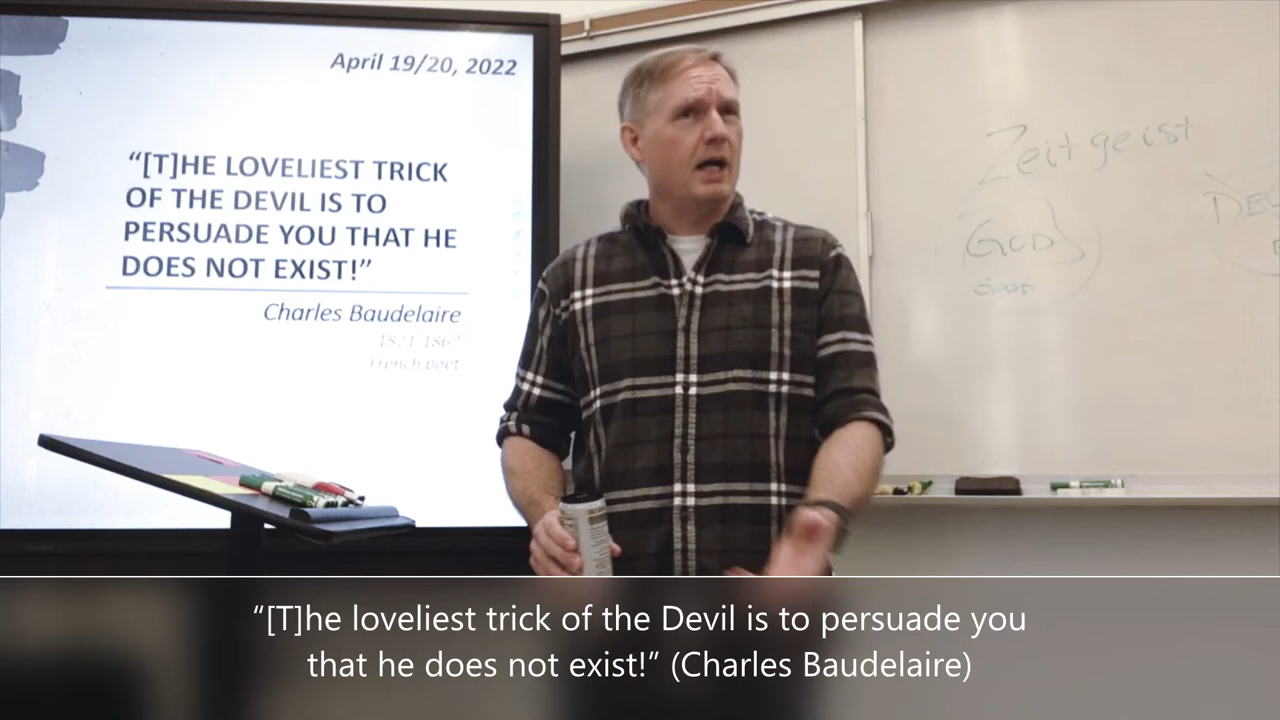 April 19/20, 2022
“[T]HE LOVELIEST TRICK
OF THE DEVIL IS TO
PERSUADE YOU THAT HE
DOES NOT EXIST!”
Charles Baudelaire
1821-1867
French poet
Zeitgeist
GOD
“[T]he loveliest trick of the Devil is to persuade you
that he does not exist!” (Charles Baudelaire)